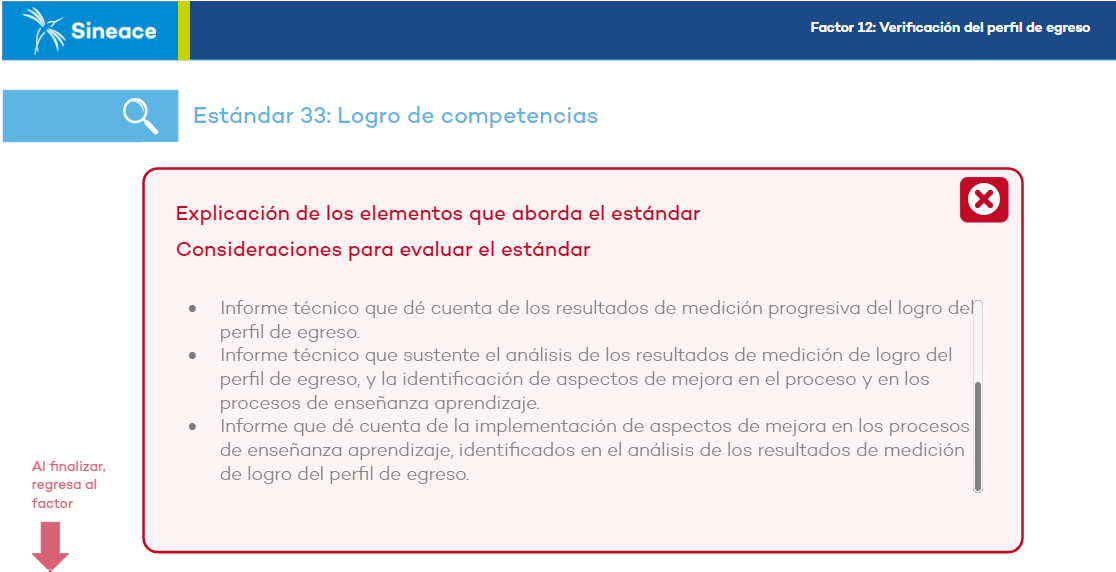 Sineace
Factor 12: Verificación del perfil de egreso
Estándar 33: Logro de competencias
Explicación de los elementos que aborda el estándar
Consideraciones para evaluar el estándar
• Informe técnico que dé cuenta de los resultados de medición progresiva del logro del
perfil de egreso.
• Informe técnico que sustente el análisis de los resultados de medición de logro del
perfil de egreso, y la identificación de aspectos de mejora en el proceso y en los
procesos de enseñanza aprendizaje.
• Informe que dé cuenta de la implementación de aspectos de mejora en los procesos
de enseñanza aprendizaje, identificados en el análisis de los resultados de medición
de logro del perfil de egreso.
Al finalizar,
regresa al
factor